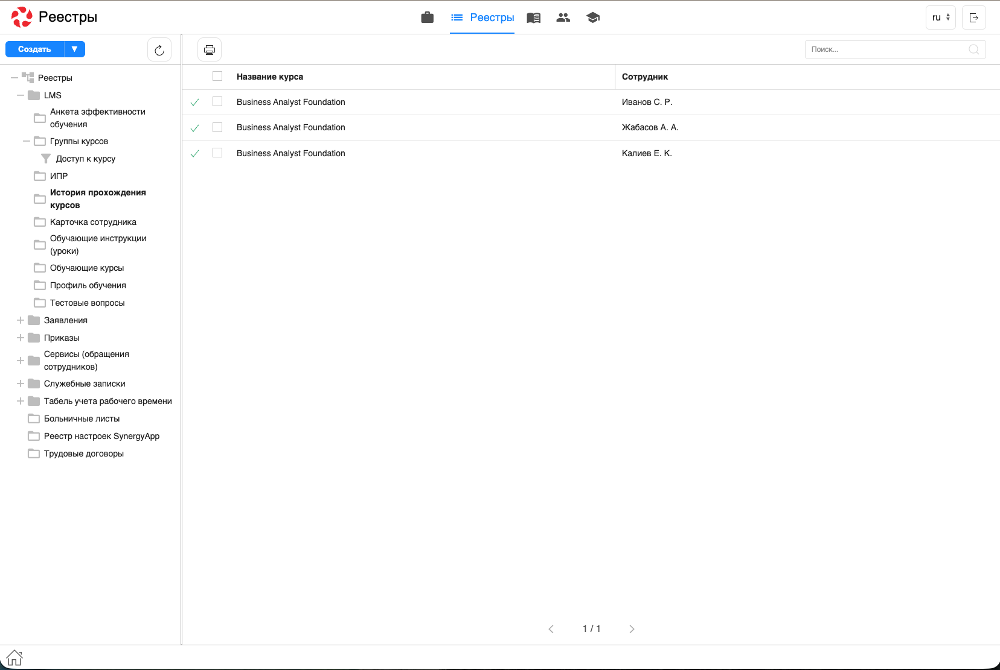 Реестры
Реестры
ru
Создать
Поиск...
Реестры
LMS
Анкета эффективности
обучения
Группы курсов
Доступ к курсу
ИПР
История прохождения
курсов
Карточка сотрудника
Обучающие инструкции
(уроки)
Обучающие курсы
Профиль обучения
Тестовые вопросы
Заявления
Приказы
Сервисы (обращения
сотрудников)
Служебные записки
Табель учета рабочего времени
Больничные листы
Реестр настроек SynergyApp
Трудовые договоры
Название курса Сотрудник
Business Analyst Foundation Иванов С. Р.
Business Analyst Foundation Жабасов А. А.
Business Analyst Foundation Калиев Е. К.
1 / 1